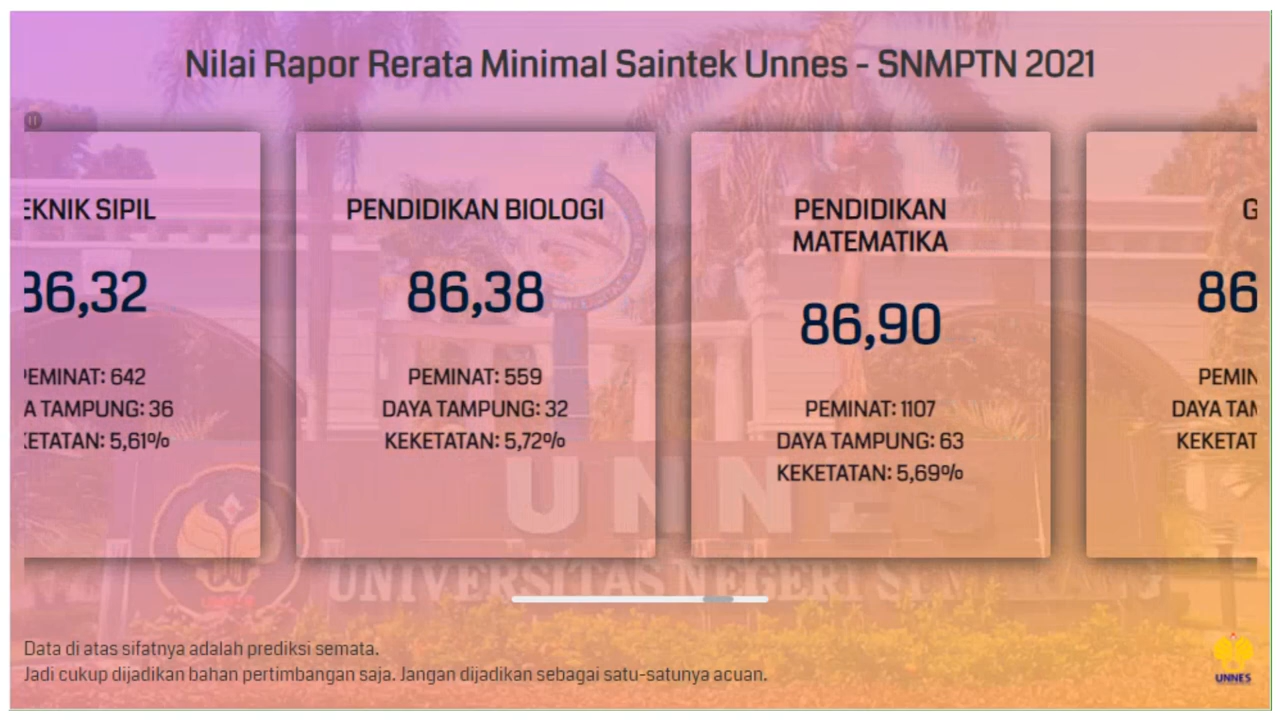 Nilai Rapor Rerata Minimal Saintek Unnes - SNMPTN 2021
SIPIL
36,32
642
TAMPUNG: 36
5,61%
PENDIDIKAN BIOLOGI
86,38
PEMINAT: 559
DAYA TAMPUNG: 32
KEKETATAN: 5,72%
PENDIDIKAN
MATEMATIKA
86,90
PEMINAT: 1107
DAYA TAMPUNG: 63
KEKETATAN: 5,69%
G
86
PEMIN
DAYA TAM
KEKETAT
UNNES
UNIVERSITAS NEGERI SEMARANG
Data di atas sifatnya adalah prediksi semata.
Jadi cukup dijadikan bahan pertimbangan saja. Jangan dijadikan sebagai satu-satunya acuan.
UNNES